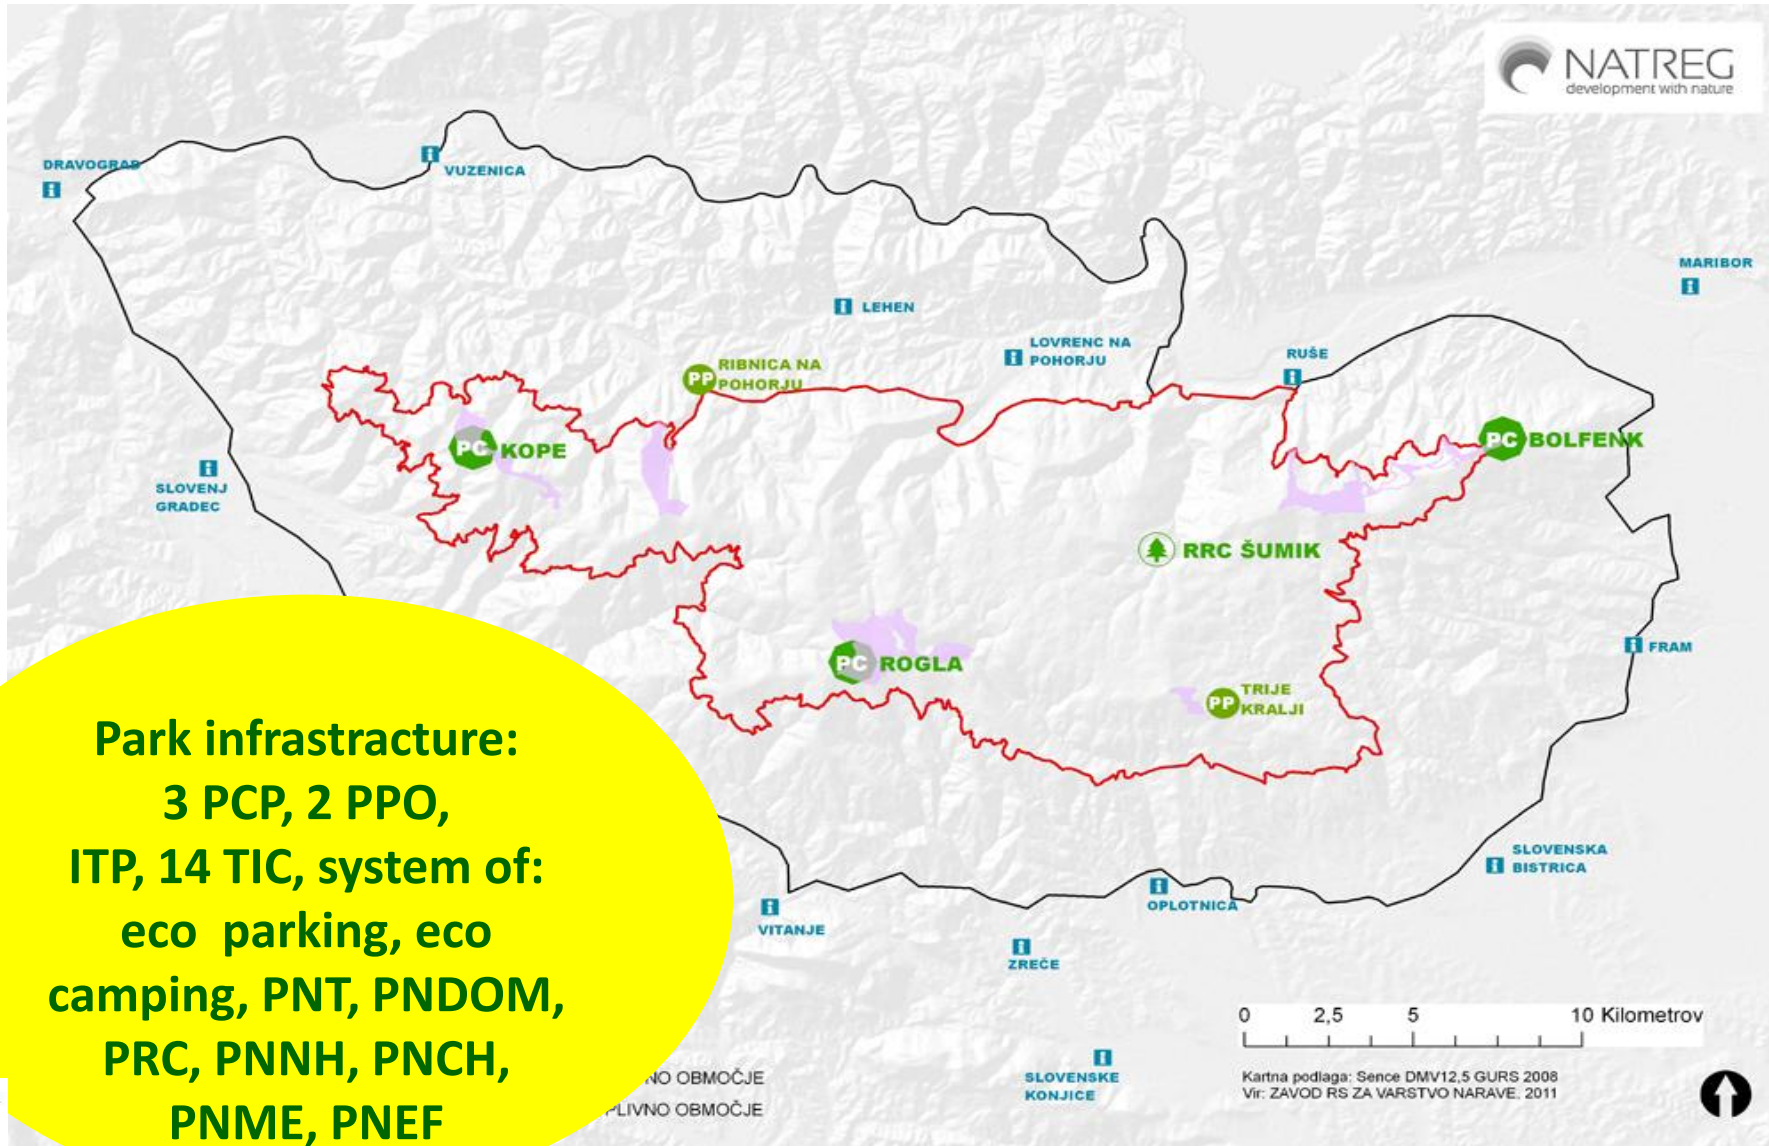 NATREG
development with nature
DRAVOGRAD
VUZENICA
MARIBOR
LEHEN
LOVRENC NA
POHORJU
RUŠE
RIBNICA NA
POHORJU
PP
PC KOPE
PC BOLFENK
SLOVENJ
GRADEC
RRC ŠUMIK
FRAM
PC ROGLA
TRIJE
PP
KRALJI
Park infrastracture:
3 PCP, 2 PPO,
ITP, 14 TIC, system of:
eco parking, eco
camping, PNT, PNDOM,
PRC, PNNH, PNCH,
PNME, PNEF
SLOVENSKA
BISTRICA
OPLOTNICA
VITANJE
ZREČE
0 2,5 5 10 Kilometrov
SLOVENSKE
KONJICE
NO OBMOČJE
PLIVNO OBMOČJE
Kartna podlaga: Sence DMV12,5 GURS 2008
Vir: ZAVOD RS ZA VARSTVO NARAVE, 2011